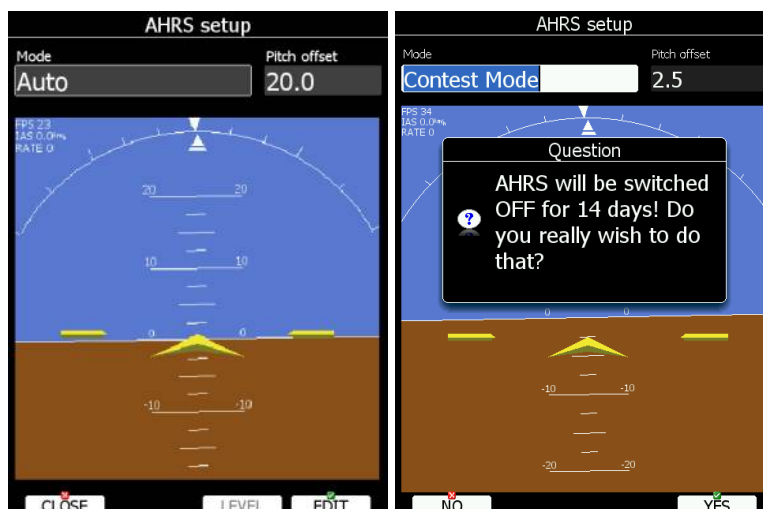 AHRS setup
Mode
Pitch offset
Auto
20.0
FPS 23
IAS 0.0km/h
RATE 0
20 20
10 10
0 0
-10 -10
CLOSE
LEVEL
EDIT
AHRS setup
Mode
Pitch offset
Contest Mode
2.5
FPS 34
IAS 0.0km/h
RATE 0
Question
AHRS will be switched
OFF for 14 days! Do
you really wish to do
that?
0 0
-10 -10
-20 -20
NO
YES